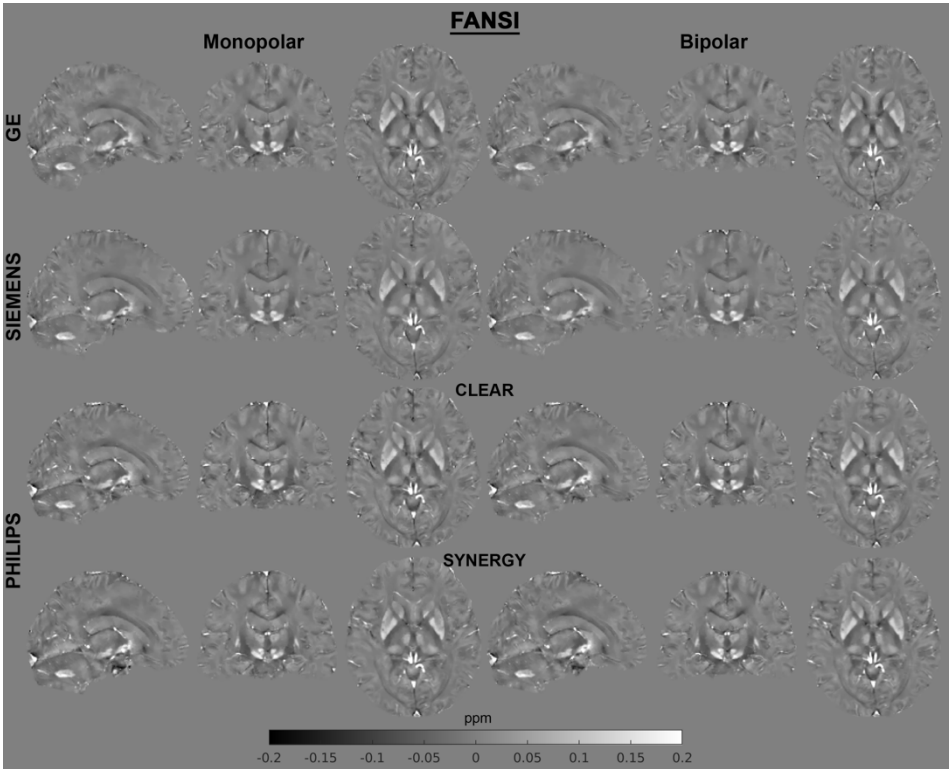 FANSI
Monopolar Bipolar
GE
SIEMENS
CLEAR
PHILIPS
SYNERGY
ppm
-0.2 -0.15 -0.1 -0.05 0 0.05 0.1 0.15 0.2